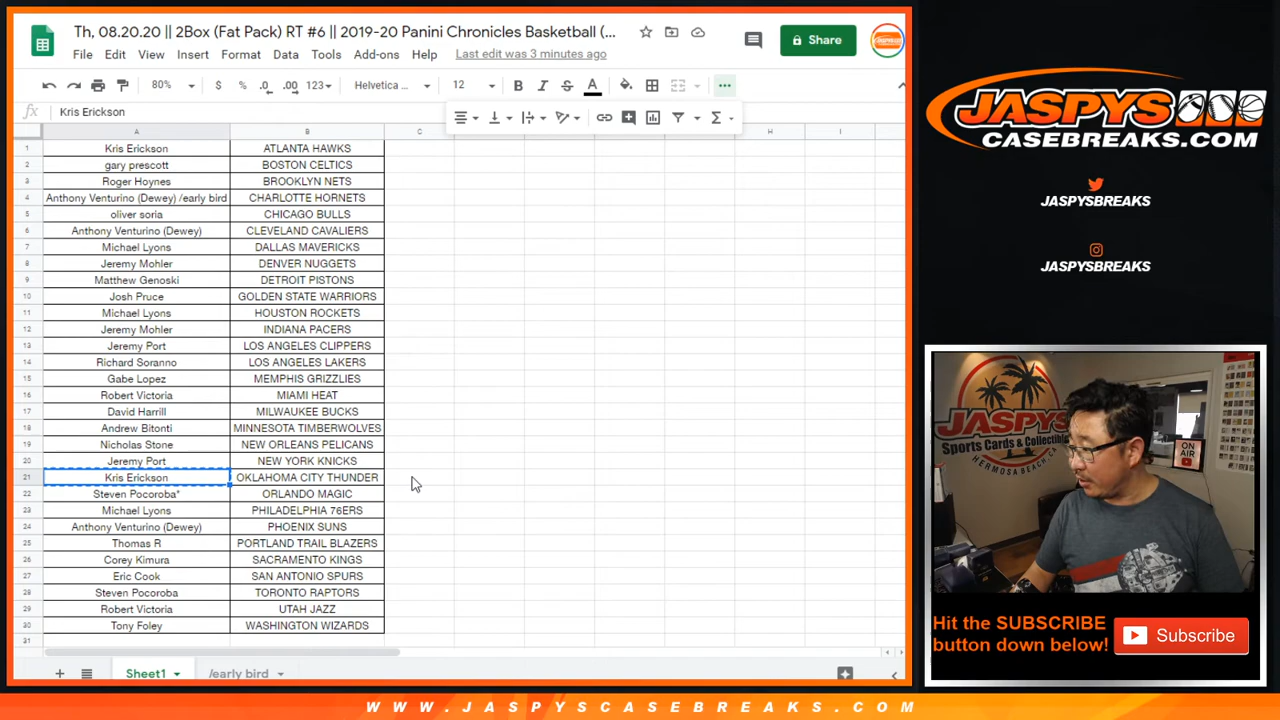 Th, 08.20.20 || 2Box (Fat Pack) RT #6 || 2019-20 Panini Chronicles Basketball (...
File Edit View Insert Format Data Tools Add-ons Help Last edit was 3 minutes ago
Share
80% $ % .0 .00 123 Helvetica ... 12 B I S A
fx Kris Erickson
A B C H I
1 Kris Erickson ATLANTA HAWKS
2 gary prescott BOSTON CELTICS
3 Roger Hoynes BROOKLYN NETS
4 Anthony Venturino (Dewey) /early bird CHARLOTTE HORNETS
5 oliver soria CHICAGO BULLS
6 Anthony Venturino (Dewey) CLEVELAND CAVALIERS
7 Michael Lyons DALLAS MAVERICKS
8 Jeremy Mohler DENVER NUGGETS
9 Matthew Genoski DETROIT PISTONS
10 Josh Pruce GOLDEN STATE WARRIORS
11 Michael Lyons HOUSTON ROCKETS
12 Jeremy Mohler INDIANA PACERS
13 Jeremy Port LOS ANGELES CLIPPERS
14 Richard Soranno LOS ANGELES LAKERS
15 Gabe Lopez MEMPHIS GRIZZLIES
16 Robert Victoria MIAMI HEAT
17 David Harrill MILWAUKEE BUCKS
18 Andrew Bitonti MINNESOTA TIMBERWOLVES
19 Nicholas Stone NEW ORLEANS PELICANS
20 Jeremy Port NEW YORK KNICKS
21 Kris Erickson OKLAHOMA CITY THUNDER
22 Steven Pocoroba* ORLANDO MAGIC
23 Michael Lyons PHILADELPHIA 76ERS
24 Anthony Venturino (Dewey) PHOENIX SUNS
25 Thomas R PORTLAND TRAIL BLAZERS
26 Corey Kimura SACRAMENTO KINGS
27 Eric Cook SAN ANTONIO SPURS
28 Steven Pocoroba TORONTO RAPTORS
29 Robert Victoria UTAH JAZZ
30 Tony Foley WASHINGTON WIZARDS
31
Sheet1 /early bird
JASPYS
CASEBREAKS.COM
JASPYSBREAKS
JASPYSBREAKS
JASPYS
Sports Cards & Collectibles
HERMOSA BEACH, CA
ON AIR
Hit the SUBSCRIBE
button down below!
Subscribe
WWW.JASPYSCASEBREAKS.COM